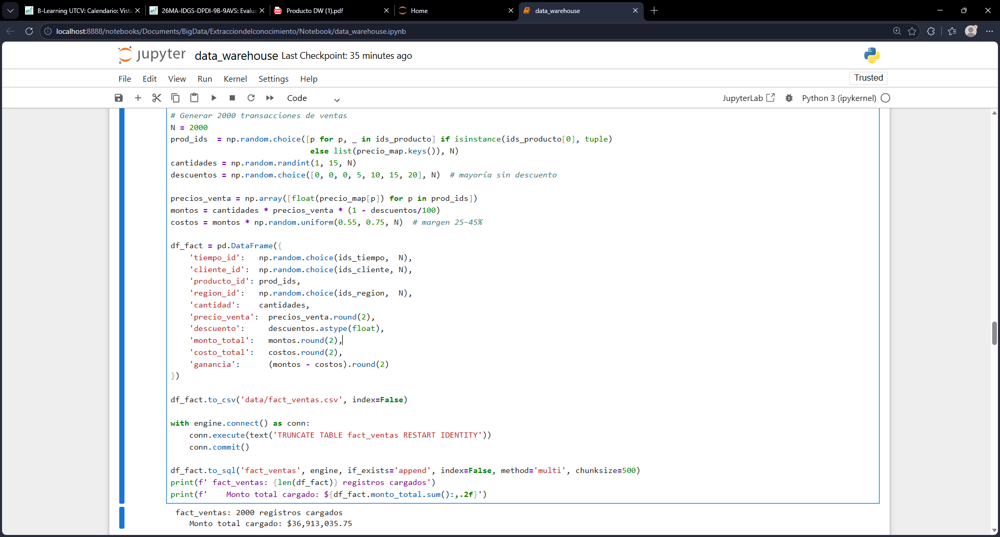 B-Learning UTCV: Calendario: Vista
26MA-IDGS-DPDI-9B-9AVS: Evalua
Producto DW (1).pdf
Home
data_warehouse
localhost:8888/notebooks/Documents/BigData/Extracciondelconocimiento/Notebook/data_warehouse.ipynb
jupyter data_warehouse Last Checkpoint: 35 minutes ago
File Edit View Run Kernel Settings Help
Trusted
Code
JupyterLab
Python 3 (ipykernel)
# Generar 2000 transacciones de ventas
N = 2000
prod_ids  = np.random.choice([p for p, _ in ids_producto] if isinstance(ids_producto[0], tuple)
                              else list(precio_map.keys()), N)
cantidades = np.random.randint(1, 15, N)
descuentos = np.random.choice([0, 0, 0, 5, 10, 15, 20], N)  # mayoría sin descuento
precios_venta = np.array([float(precio_map[p]) for p in prod_ids])
montos = cantidades * precios_venta * (1 - descuentos/100)
costos = montos * np.random.uniform(0.55, 0.75, N)  # margen 25-45%
df_fact = pd.DataFrame({
    'tiempo_id':   np.random.choice(ids_tiempo,  N),
    'cliente_id':  np.random.choice(ids_cliente, N),
    'producto_id': prod_ids,
    'region_id':   np.random.choice(ids_region,  N),
    'cantidad':    cantidades,
    'precio_venta':  precios_venta.round(2),
    'descuento':     descuentos.astype(float),
    'monto_total':   montos.round(2),
    'costo_total':   costos.round(2),
    'ganancia':      (montos - costos).round(2)
})
df_fact.to_csv('data/fact_ventas.csv', index=False)
with engine.connect() as conn:
    conn.execute(text('TRUNCATE TABLE fact_ventas RESTART IDENTITY'))
    conn.commit()
df_fact.to_sql('fact_ventas', engine, if_exists='append', index=False, method='multi', chunksize=500)
print(f' fact_ventas: {len(df_fact)} registros cargados')
print(f'    Monto total cargado: ${df_fact.monto_total.sum():,.2f}')
 fact_ventas: 2000 registros cargados
    Monto total cargado: $36,913,035.75